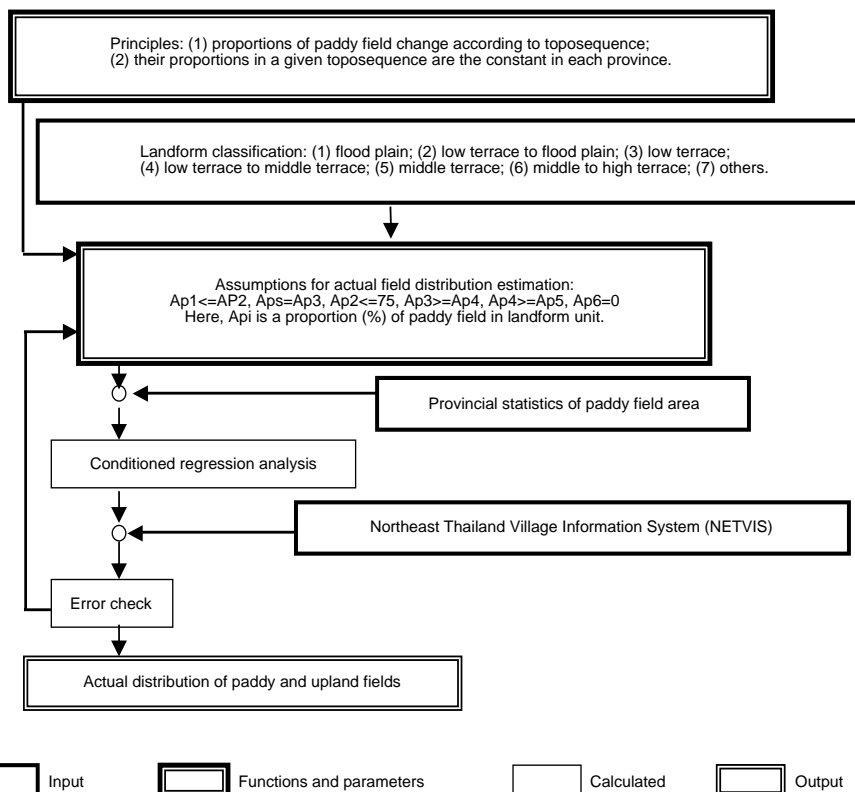 Principles: (1) proportions of paddy field change according to toposequence;
(2) their proportions in a given toposequence are the constant in each province.
Landform classification: (1) flood plain; (2) low terrace to flood plain; (3) low terrace;
(4) low terrace to middle terrace; (5) middle terrace; (6) middle to high terrace; (7) others.
Assumptions for actual field distribution estimation:
Ap1<=AP2, Aps=Ap3, Ap2<=75, Ap3>=Ap4, Ap4>=Ap5, Ap6=0
Here, Api is a proportion (%) of paddy field in landform unit.
Provincial statistics of paddy field area
Conditioned regression analysis
Northeast Thailand Village Information System (NETVIS)
Error check
Actual distribution of paddy and upland fields
Input
Functions and parameters
Calculated
Output